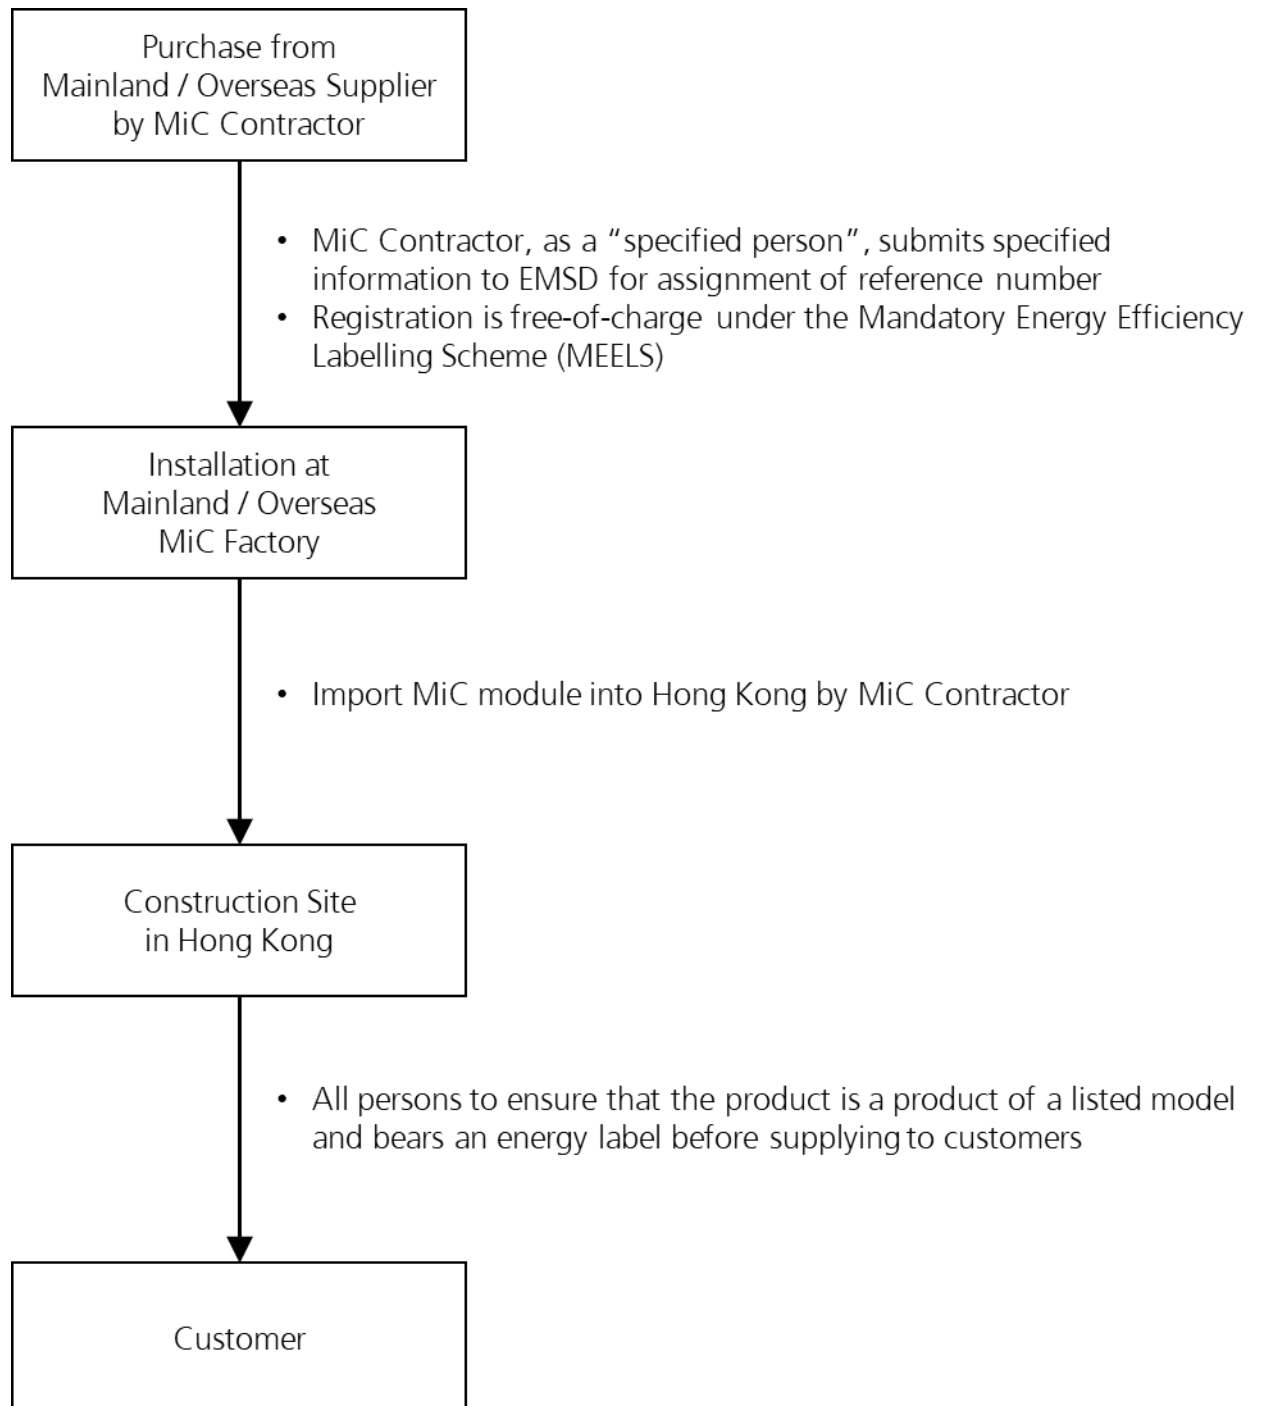 Purchase from
Mainland / Overseas Supplier
by MiC Contractor
• MiC Contractor, as a “specified person”, submits specified
information to EMSD for assignment of reference number
• Registration is free-of-charge under the Mandatory Energy Efficiency
Labelling Scheme (MEELS)
Installation at
Mainland / Overseas
MiC Factory
• Import MiC module into Hong Kong by MiC Contractor
Construction Site
in Hong Kong
• All persons to ensure that the product is a product of a listed model
and bears an energy label before supplying to customers
Customer